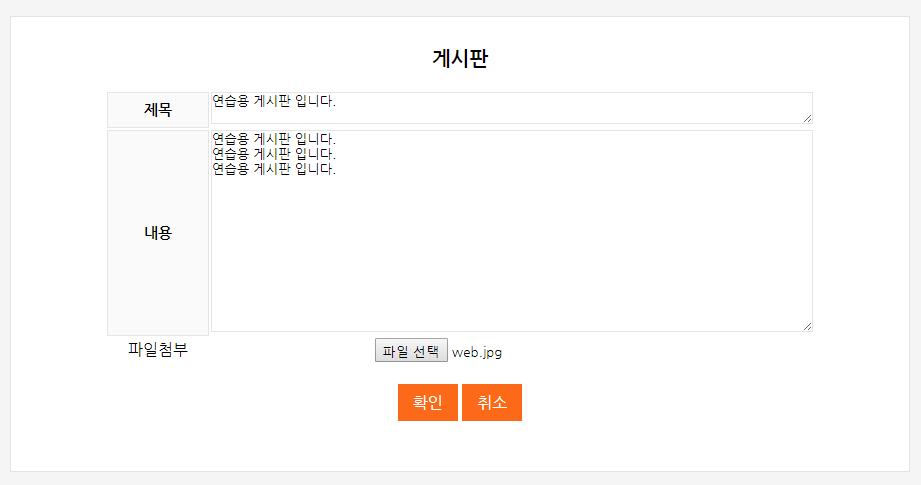 게시판
제목
연습용 게시판 입니다.
내용
연습용 게시판 입니다.
연습용 게시판 입니다.
연습용 게시판 입니다.
파일첨부 파일 선택 web.jpg
확인 취소